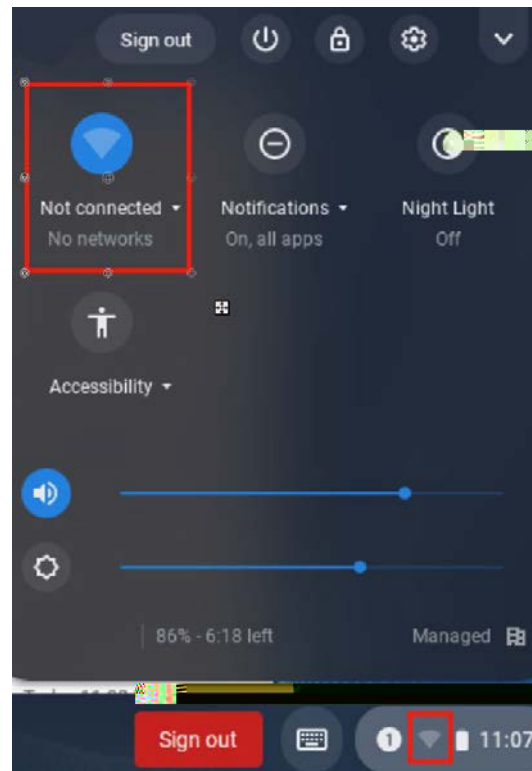 Sign out
Not connected
Notifications
Night Light
No networks
On, all apps
Off
Accessibility
86% - 6:18 left
Managed
Sign out
1
11:07